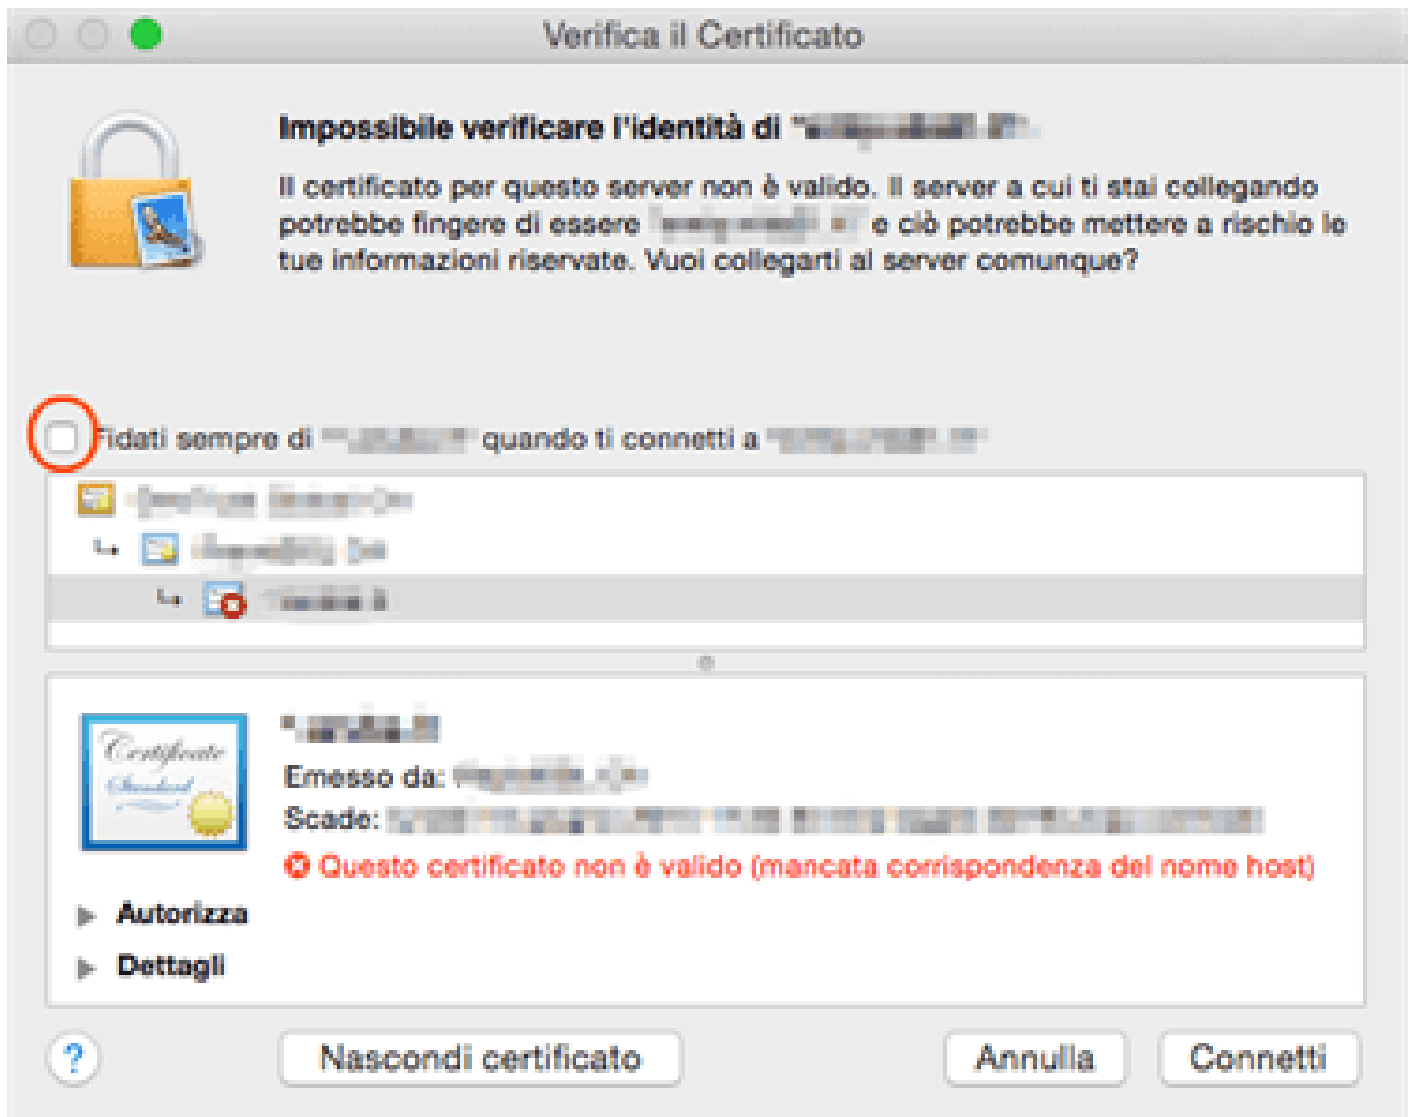 Verifica il Certificato
Impossibile verificare l'identità di
Il certificato per questo server non è valido. Il server a cui ti stai collegando
potrebbe fingere di essere e ciò potrebbe mettere a rischio le
tue informazioni riservate. Vuoi collegarti al server comunque?
Fidati sempre di quando ti connetti a
Certificate
Standard
Emesso da:
Scade:
Questo certificato non è valido (mancata corrispondenza del nome host)
Autorizza
Dettagli
?
Nascondi certificato
Annulla
Connetti